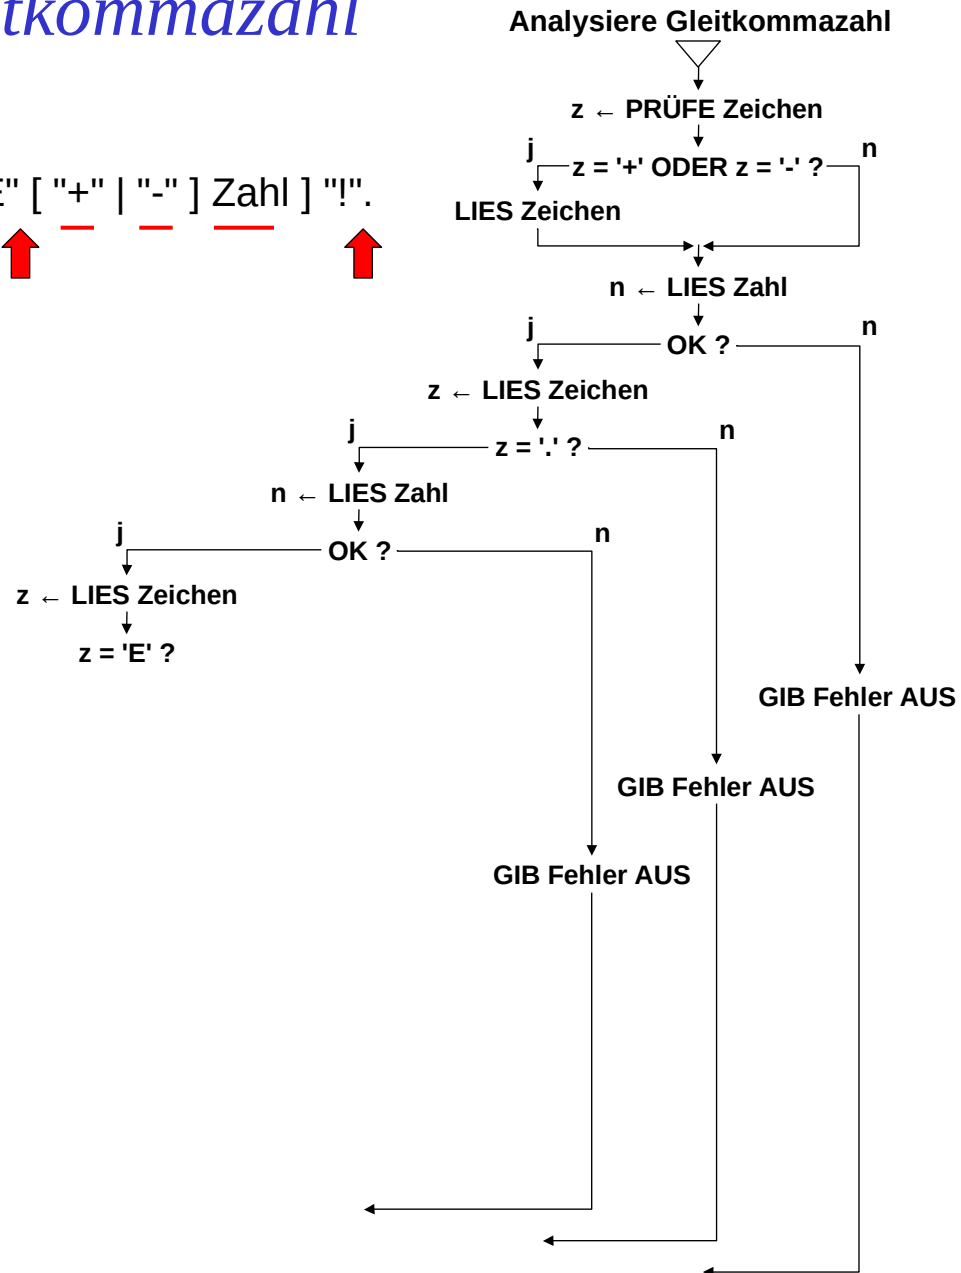 tkommazahl
Analysiere Gleitkommazahl
z ← PRÜFE Zeichen
j
n
z = '+' ODER z = '-' ?
" [ "+" | "-" ] Zahl ] "!".
LIES Zeichen
n ← LIES Zahl
j
n
OK ?
z ← LIES Zeichen
j
n
z = '.' ?
n ← LIES Zahl
j
n
OK ?
z ← LIES Zeichen
z = 'E' ?
GIB Fehler AUS
GIB Fehler AUS
GIB Fehler AUS